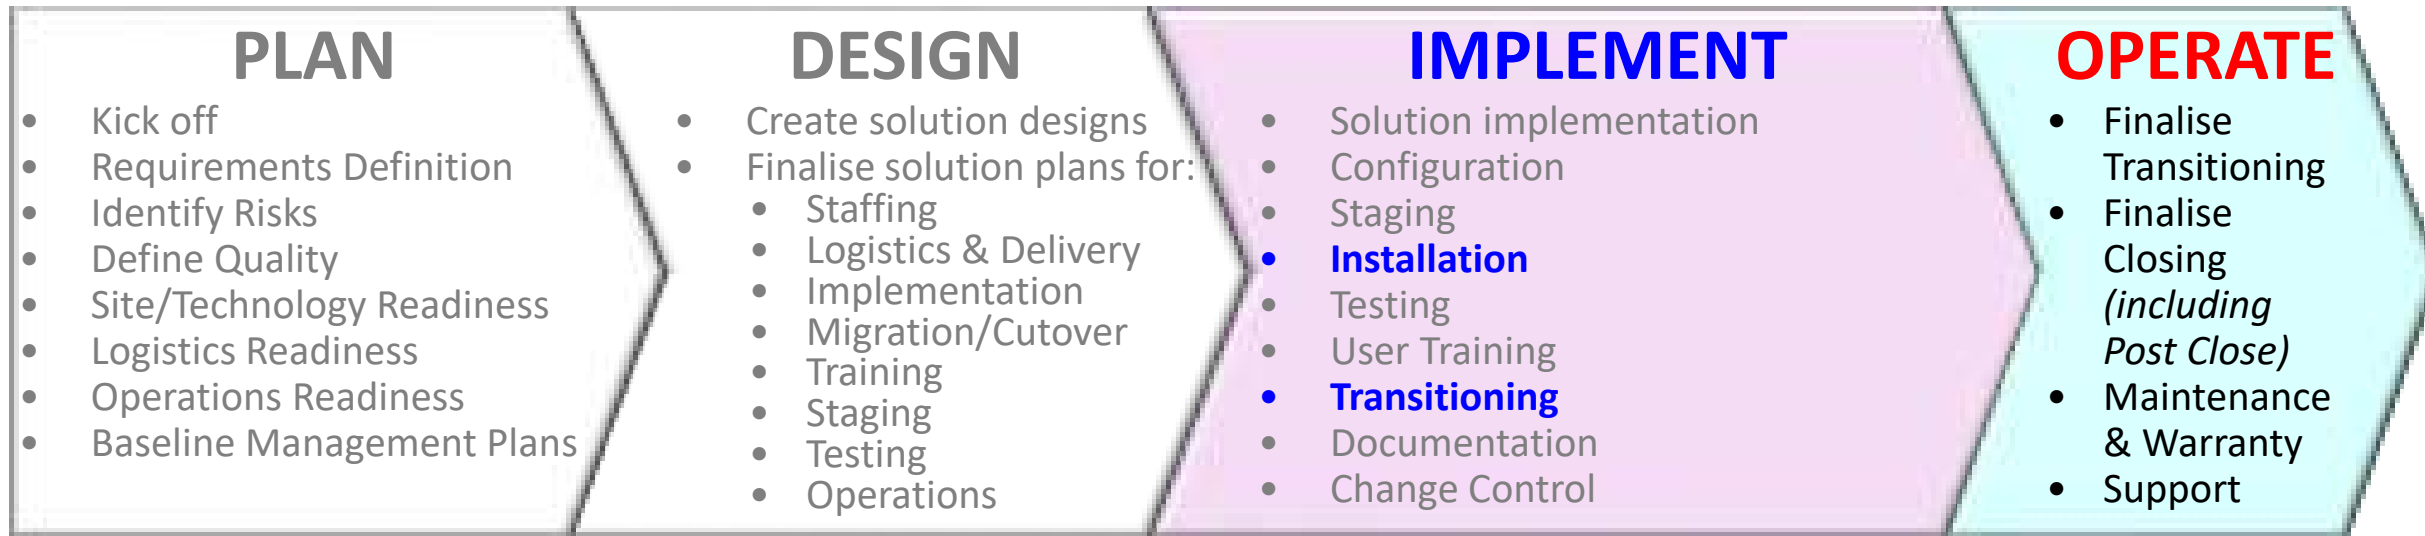 PLAN
• Kick off
• Requirements Definition
• Identify Risks
• Define Quality
• Site/Technology Readiness
• Logistics Readiness
• Operations Readiness
• Baseline Management Plans
DESIGN
• Create solution designs
• Finalise solution plans for:
• Staffing
• Logistics & Delivery
• Implementation
• Migration/Cutover
• Training
• Staging
• Testing
• Operations
IMPLEMENT
• Solution implementation
• Configuration
• Staging
• Installation
• Testing
• User Training
• Transitioning
• Documentation
• Change Control
OPERATE
• Finalise
Transitioning
• Finalise
Closing
(including
Post Close)
• Maintenance
& Warranty
• Support